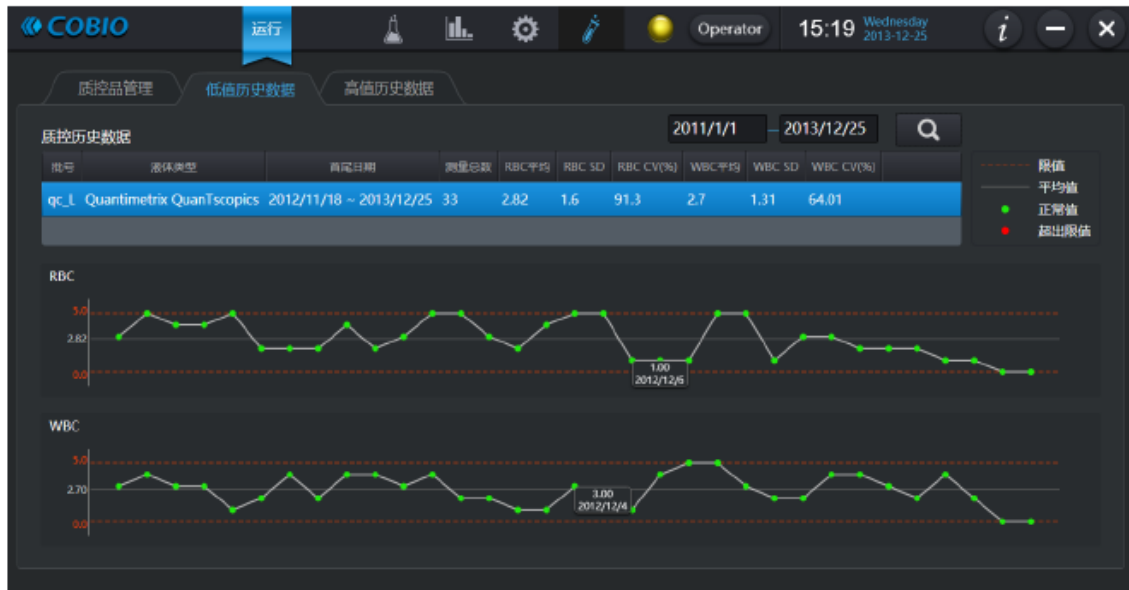 COBIO 运行 Operator 15:19 Wednesday
2013-12-25
质控品管理 低值历史数据 高值历史数据
质控历史数据 2011/1/1 - 2013/12/25
批号 液体类型 首尾日期 测量总数 RBC平均 RBC SD RBC CV(%) WBC平均 WBC SD WBC CV(%)
qc_L Quantimetrix QuanTscopics 2012/11/18 ~ 2013/12/25 33 2.82 1.6 91.3 2.7 1.31 64.01
限值
平均值
正常值
超出限值
RBC
5.0
2.82
0.0
1.00
2012/12/6
WBC
5.0
2.70
0.0
3.00
2012/12/4